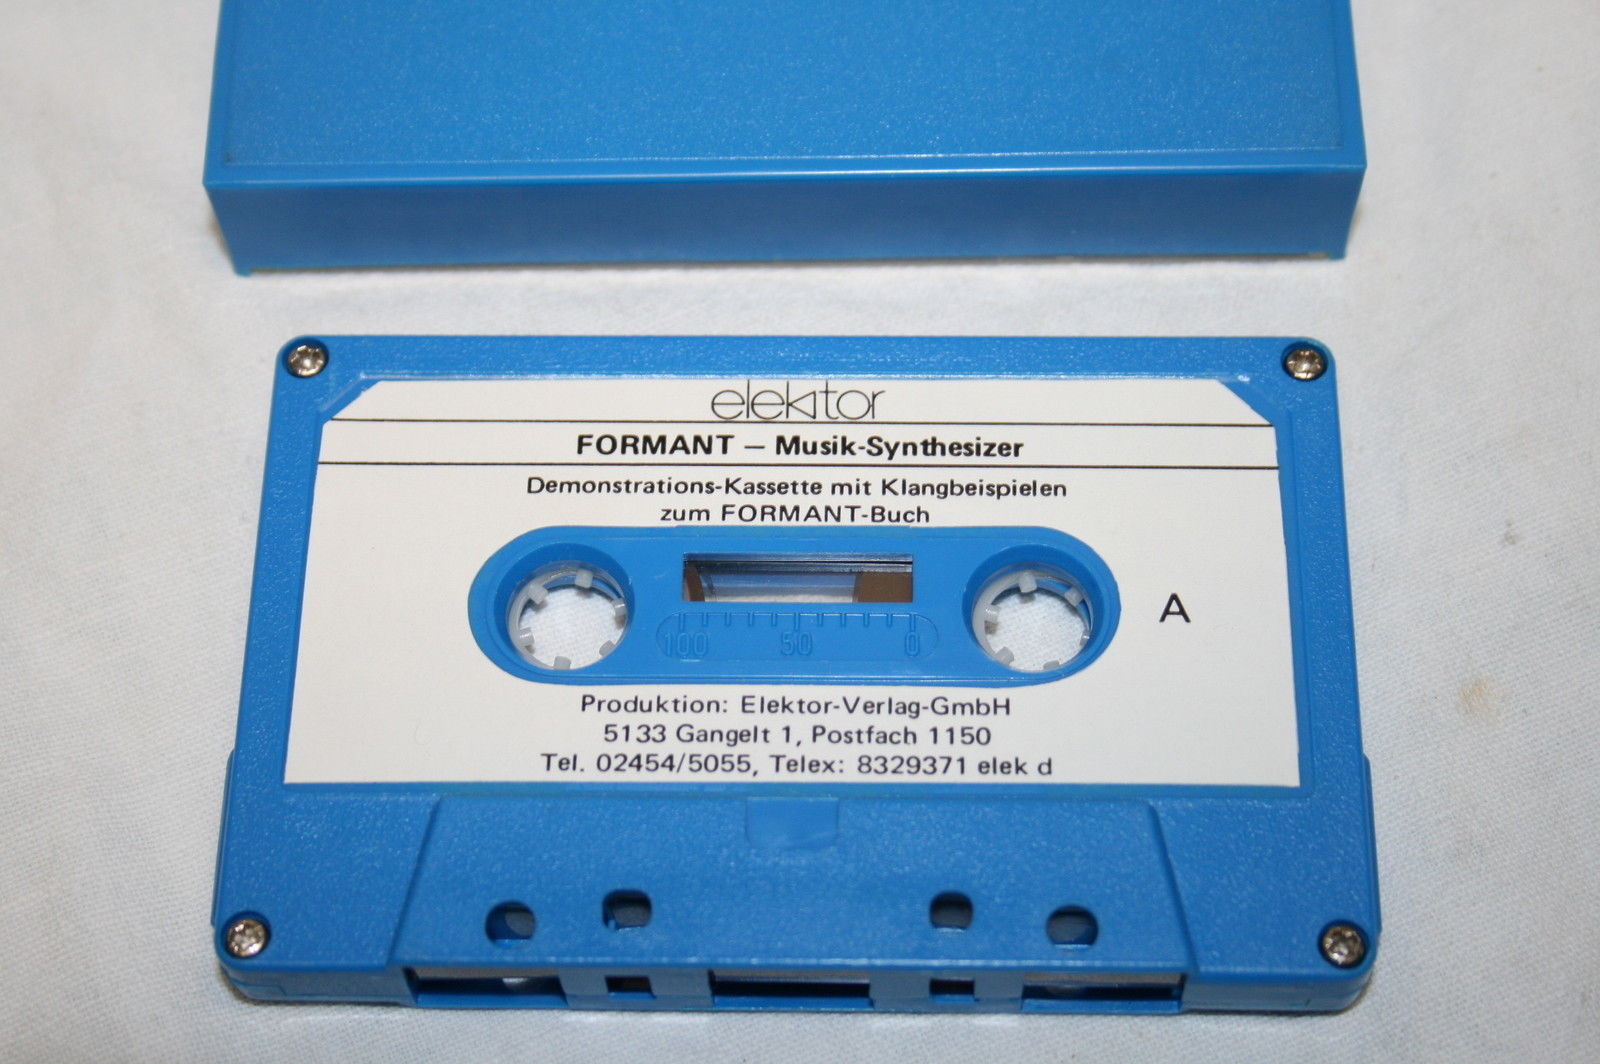 elektor
FORMANT – Musik-Synthesizer
Demonstrations-Kassette mit Klangbeispielen
zum FORMANT-Buch
A
100 50 0
Produktion: Elektor-Verlag-GmbH
5133 Gangelt 1, Postfach 1150
Tel. 02454/5055, Telex: 8329371 elek d